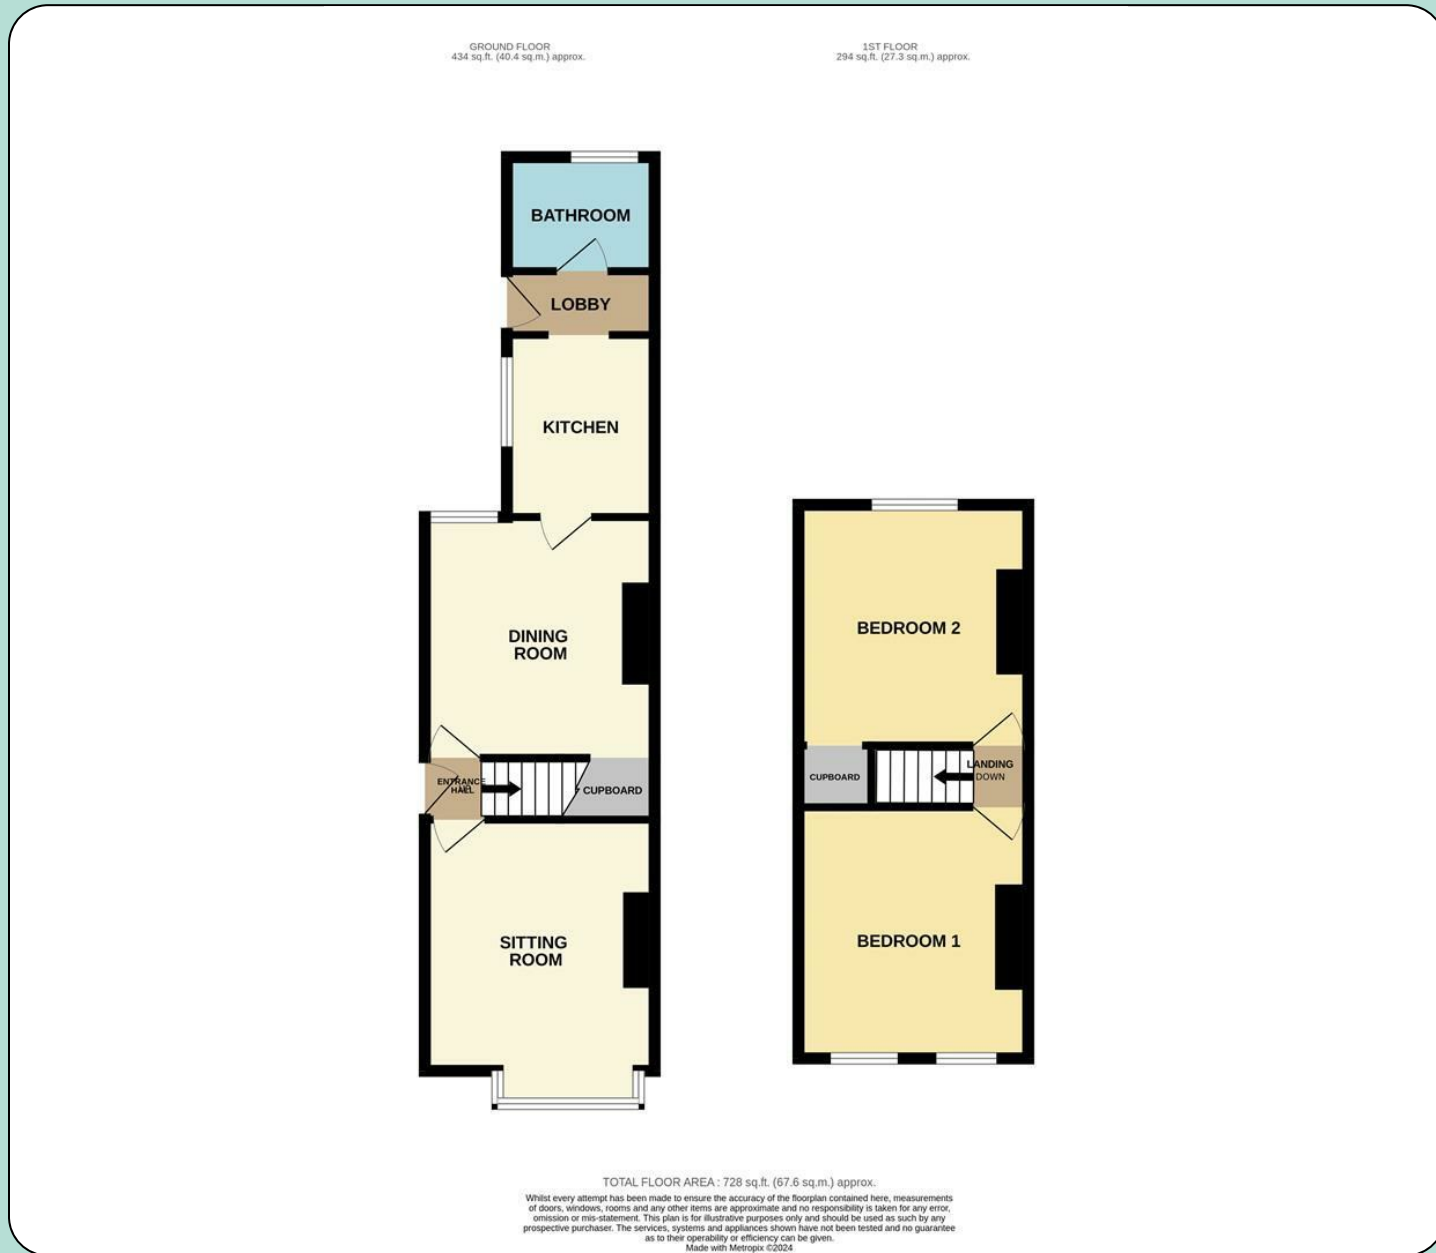 GROUND FLOOR
434 sq.ft. (40.4 sq.m.) approx.
1ST FLOOR
294 sq.ft. (27.3 sq.m.) approx.
BATHROOM
LOBBY
KITCHEN
DINING
ROOM
ENTRANCE
HALL
CUPBOARD
SITTING
ROOM
BEDROOM 2
CUPBOARD
LANDING
DOWN
BEDROOM 1
TOTAL FLOOR AREA : 728 sq.ft. (67.6 sq.m.) approx.
Whilst every attempt has been made to ensure the accuracy of the floorplan contained here, measurements
of doors, windows, rooms and any other items are approximate and no responsibility is taken for any error,
omission or mis-statement. This plan is for illustrative purposes only and should be used as such by any
prospective purchaser. The services, systems and appliances shown have not been tested and no guarantee
as to their operability or efficiency can be given.
Made with Metropix ©2024